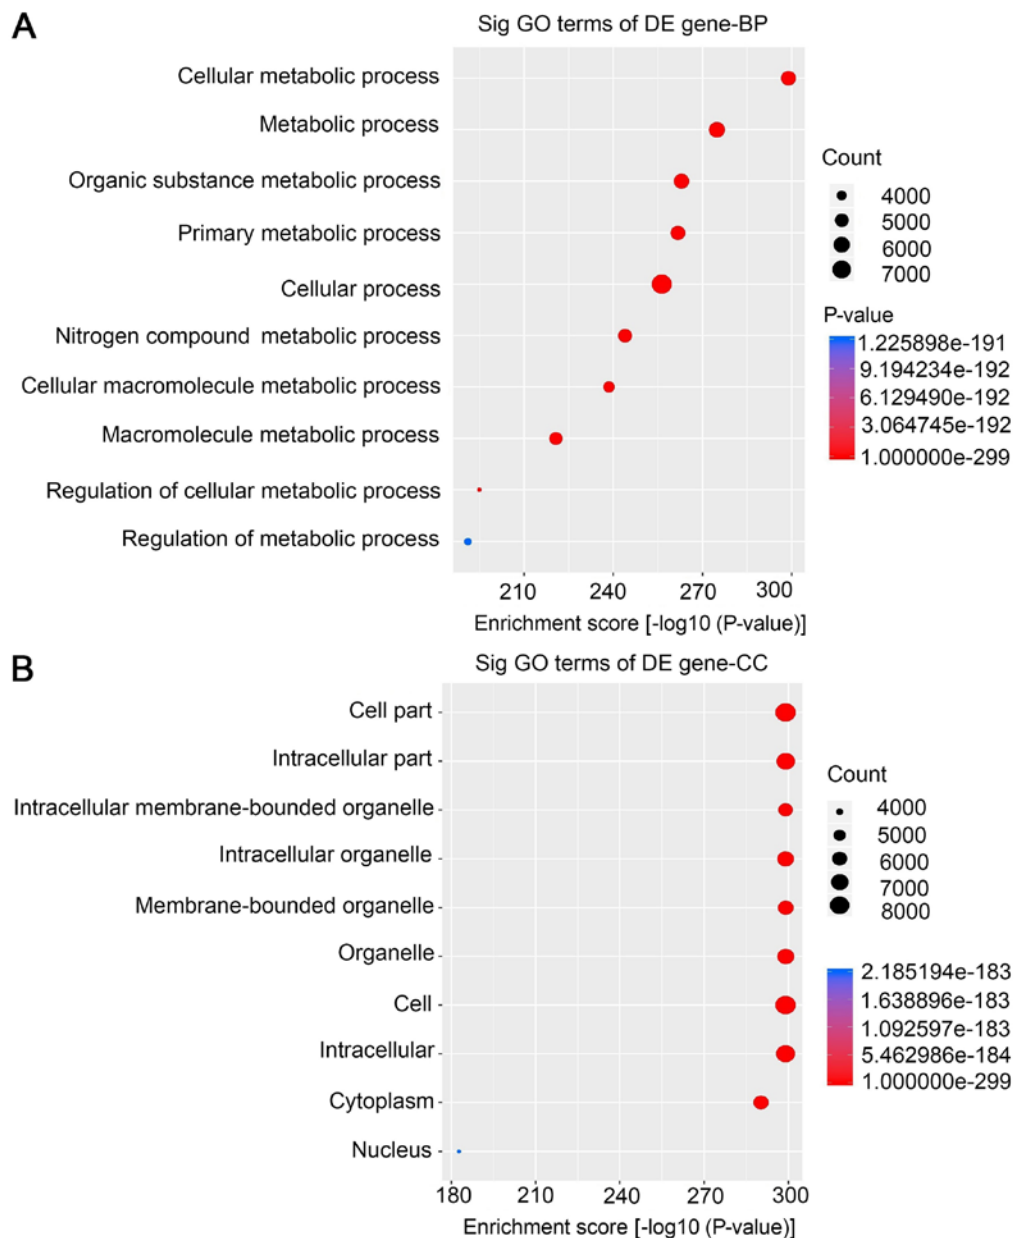 A
Sig GO terms of DE gene-BP
Cellular metabolic process
Metabolic process
Organic substance metabolic process
Primary metabolic process
Cellular process
Nitrogen compound metabolic process
Cellular macromolecule metabolic process
Macromolecule metabolic process
Regulation of cellular metabolic process
Regulation of metabolic process
210 240 270 300
Enrichment score [-log10 (P-value)]
Count
4000
5000
6000
7000
P-value
1.225898e-191
9.194234e-192
6.129490e-192
3.064745e-192
1.000000e-299
B
Sig GO terms of DE gene-CC
Cell part
Intracellular part
Intracellular membrane-bounded organelle
Intracellular organelle
Membrane-bounded organelle
Organelle
Cell
Intracellular
Cytoplasm
Nucleus
180 210 240 270 300
Enrichment score [-log10 (P-value)]
Count
4000
5000
6000
7000
8000
2.185194e-183
1.638896e-183
1.092597e-183
5.462986e-184
1.000000e-299